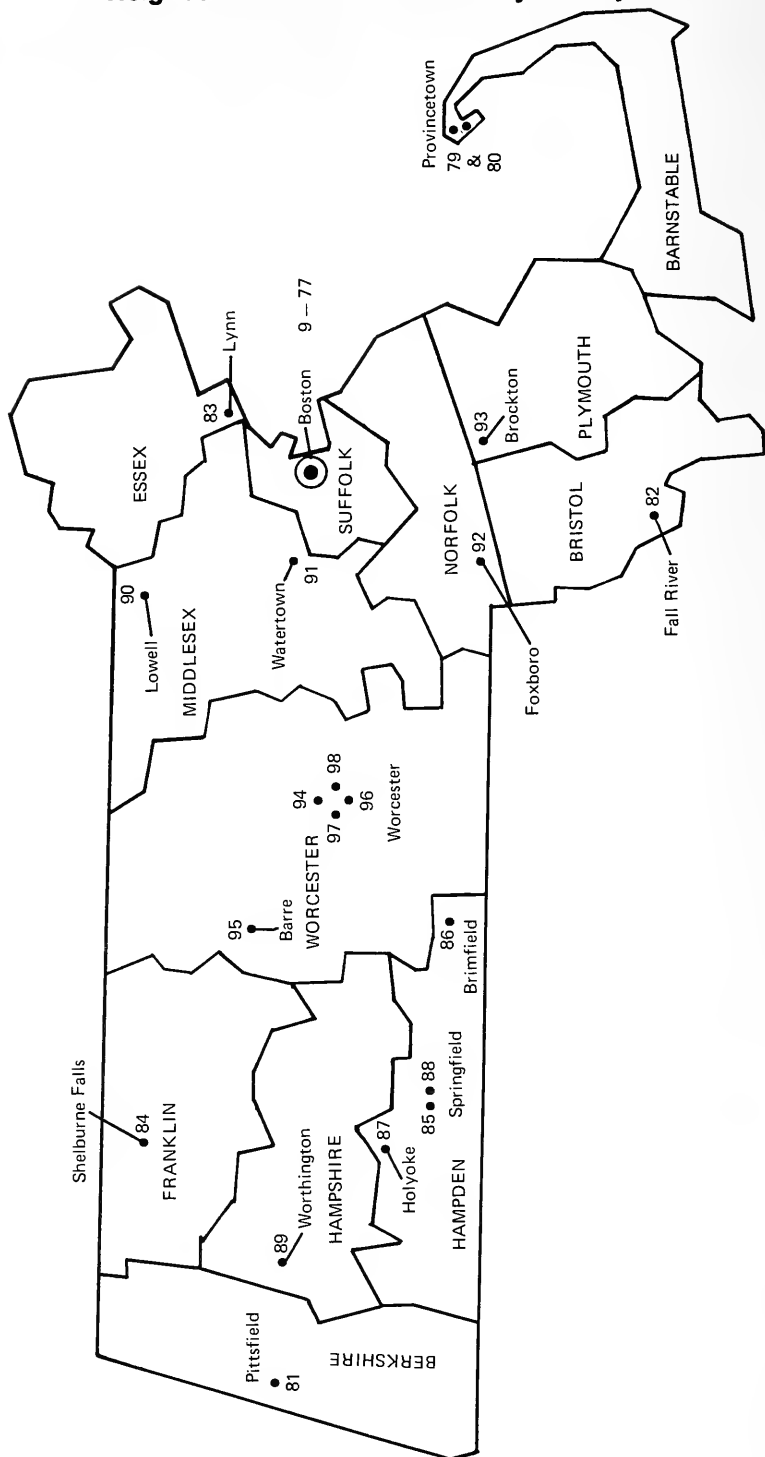 Provincetown
79
&
80
BARNSTABLE
ESSEX
83
Lynn
9 – 77
Boston
SUFFOLK
90
Lowell
MIDDLESEX
Watertown
91
NORFOLK
92
Foxboro
93
Brockton
PLYMOUTH
BRISTOL
82
Fall River
94
98
97
96
Worcester
WORCESTER
95
Barre
86
Brimfield
Shelburne Falls
84
FRANKLIN
89
Worthington
HAMPSHIRE
87
Holyoke
85
88
Springfield
HAMPDEN
Pittsfield
81
BERKSHIRE